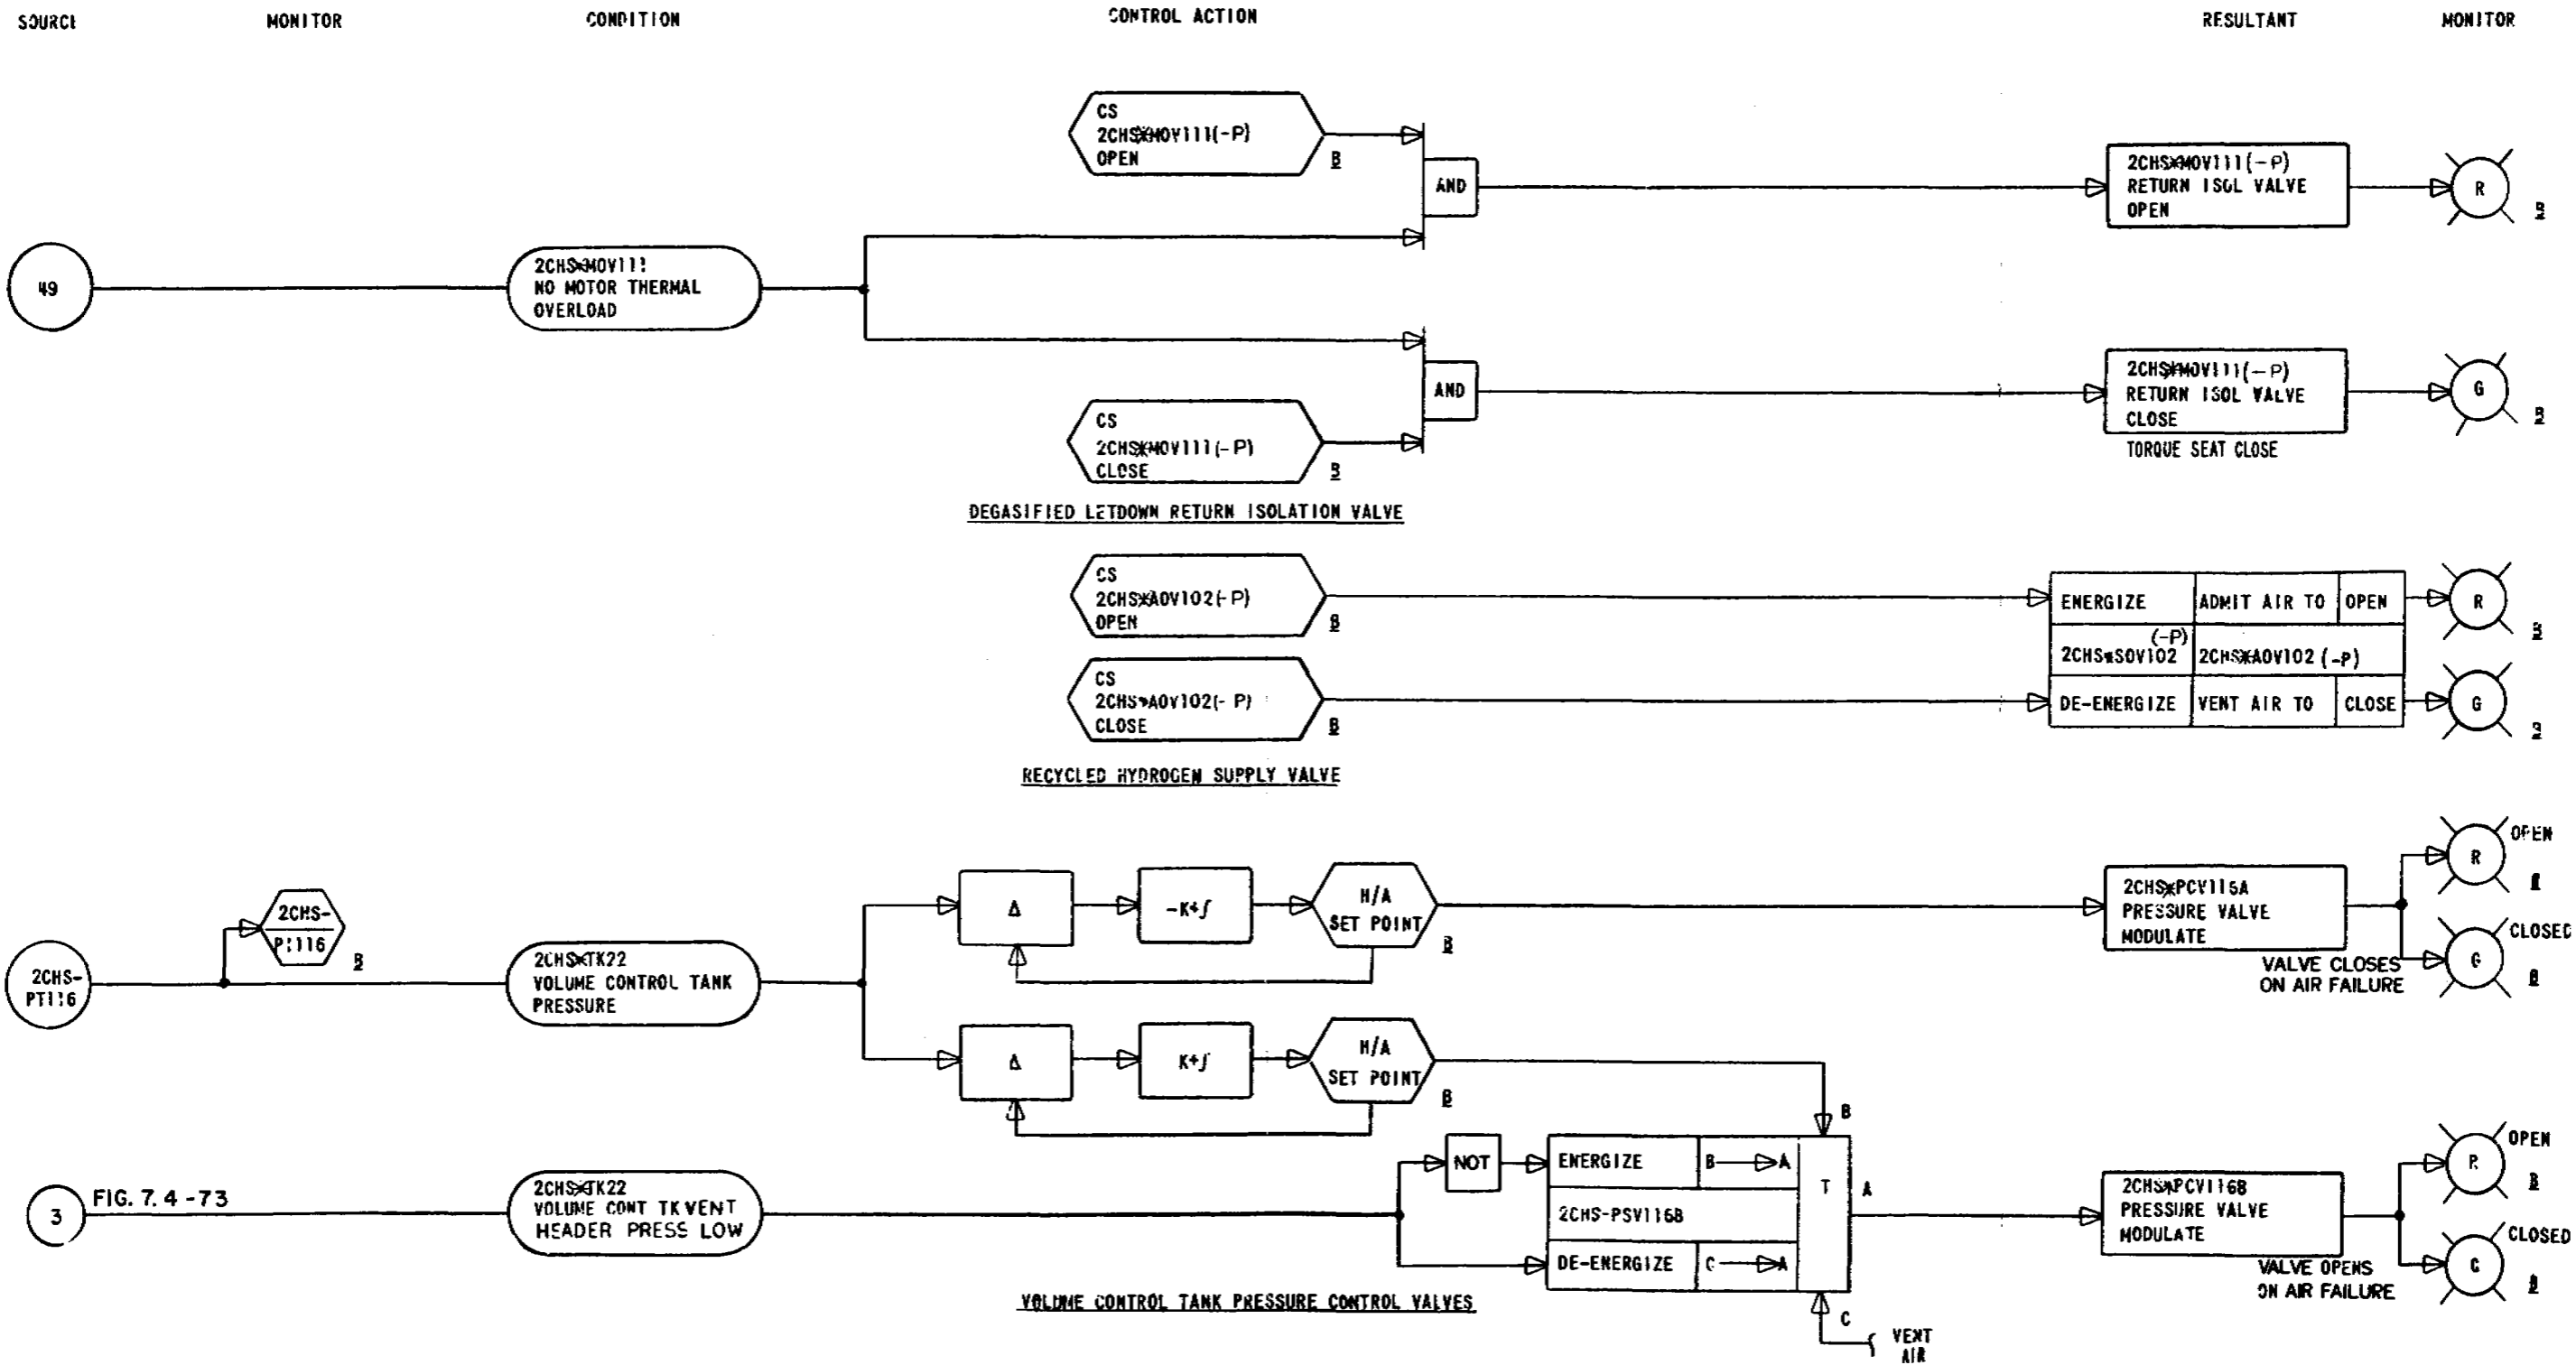 SOURCE MONITOR CONDITION CONTROL ACTION RESULTANT MONITOR
CS
2CHS*MOV111(-P)
OPEN
B
AND
2CHS*MOV111(-P)
RETURN ISOL VALVE
OPEN
R
B
49
2CHS*MOV111
NO MOTOR THERMAL
OVERLOAD
AND
2CHS*MOV111(-P)
RETURN ISOL VALVE
CLOSE
G
B
TORQUE SEAT CLOSE
CS
2CHS*MOV111(-P)
CLOSE
B
DEGASIFIED LETDOWN RETURN ISOLATION VALVE
CS
2CHS*AOV102(-P)
OPEN
B
ENERGIZE ADMIT AIR TO OPEN
R
B
(-P)
2CHS*SOV102 2CHS*AOV102 (-P)
CS
2CHS*AOV102(-P)
CLOSE
B
DE-ENERGIZE VENT AIR TO CLOSE
G
B
RECYCLED HYDROGEN SUPPLY VALVE
2CHS-
PT116
2CHS-
PI116
B
2CHS*TK22
VOLUME CONTROL TANK
PRESSURE
Δ
-K+∫
M/A
SET POINT
B
2CHS*PCV115A
PRESSURE VALVE
MODULATE
VALVE CLOSES
ON AIR FAILURE
R
OPEN
G
CLOSED
B
Δ
K+∫
M/A
SET POINT
B
B
3
FIG. 7.4-73
2CHS*TK22
VOLUME CONT TK VENT
HEADER PRESS LOW
NOT
ENERGIZE B A
2CHS-PSV116B
DE-ENERGIZE C A
T
A
C
VENT
AIR
2CHS*PCV116B
PRESSURE VALVE
MODULATE
VALVE OPENS
ON AIR FAILURE
R
OPEN
B
G
CLOSED
VOLUME CONTROL TANK PRESSURE CONTROL VALVES